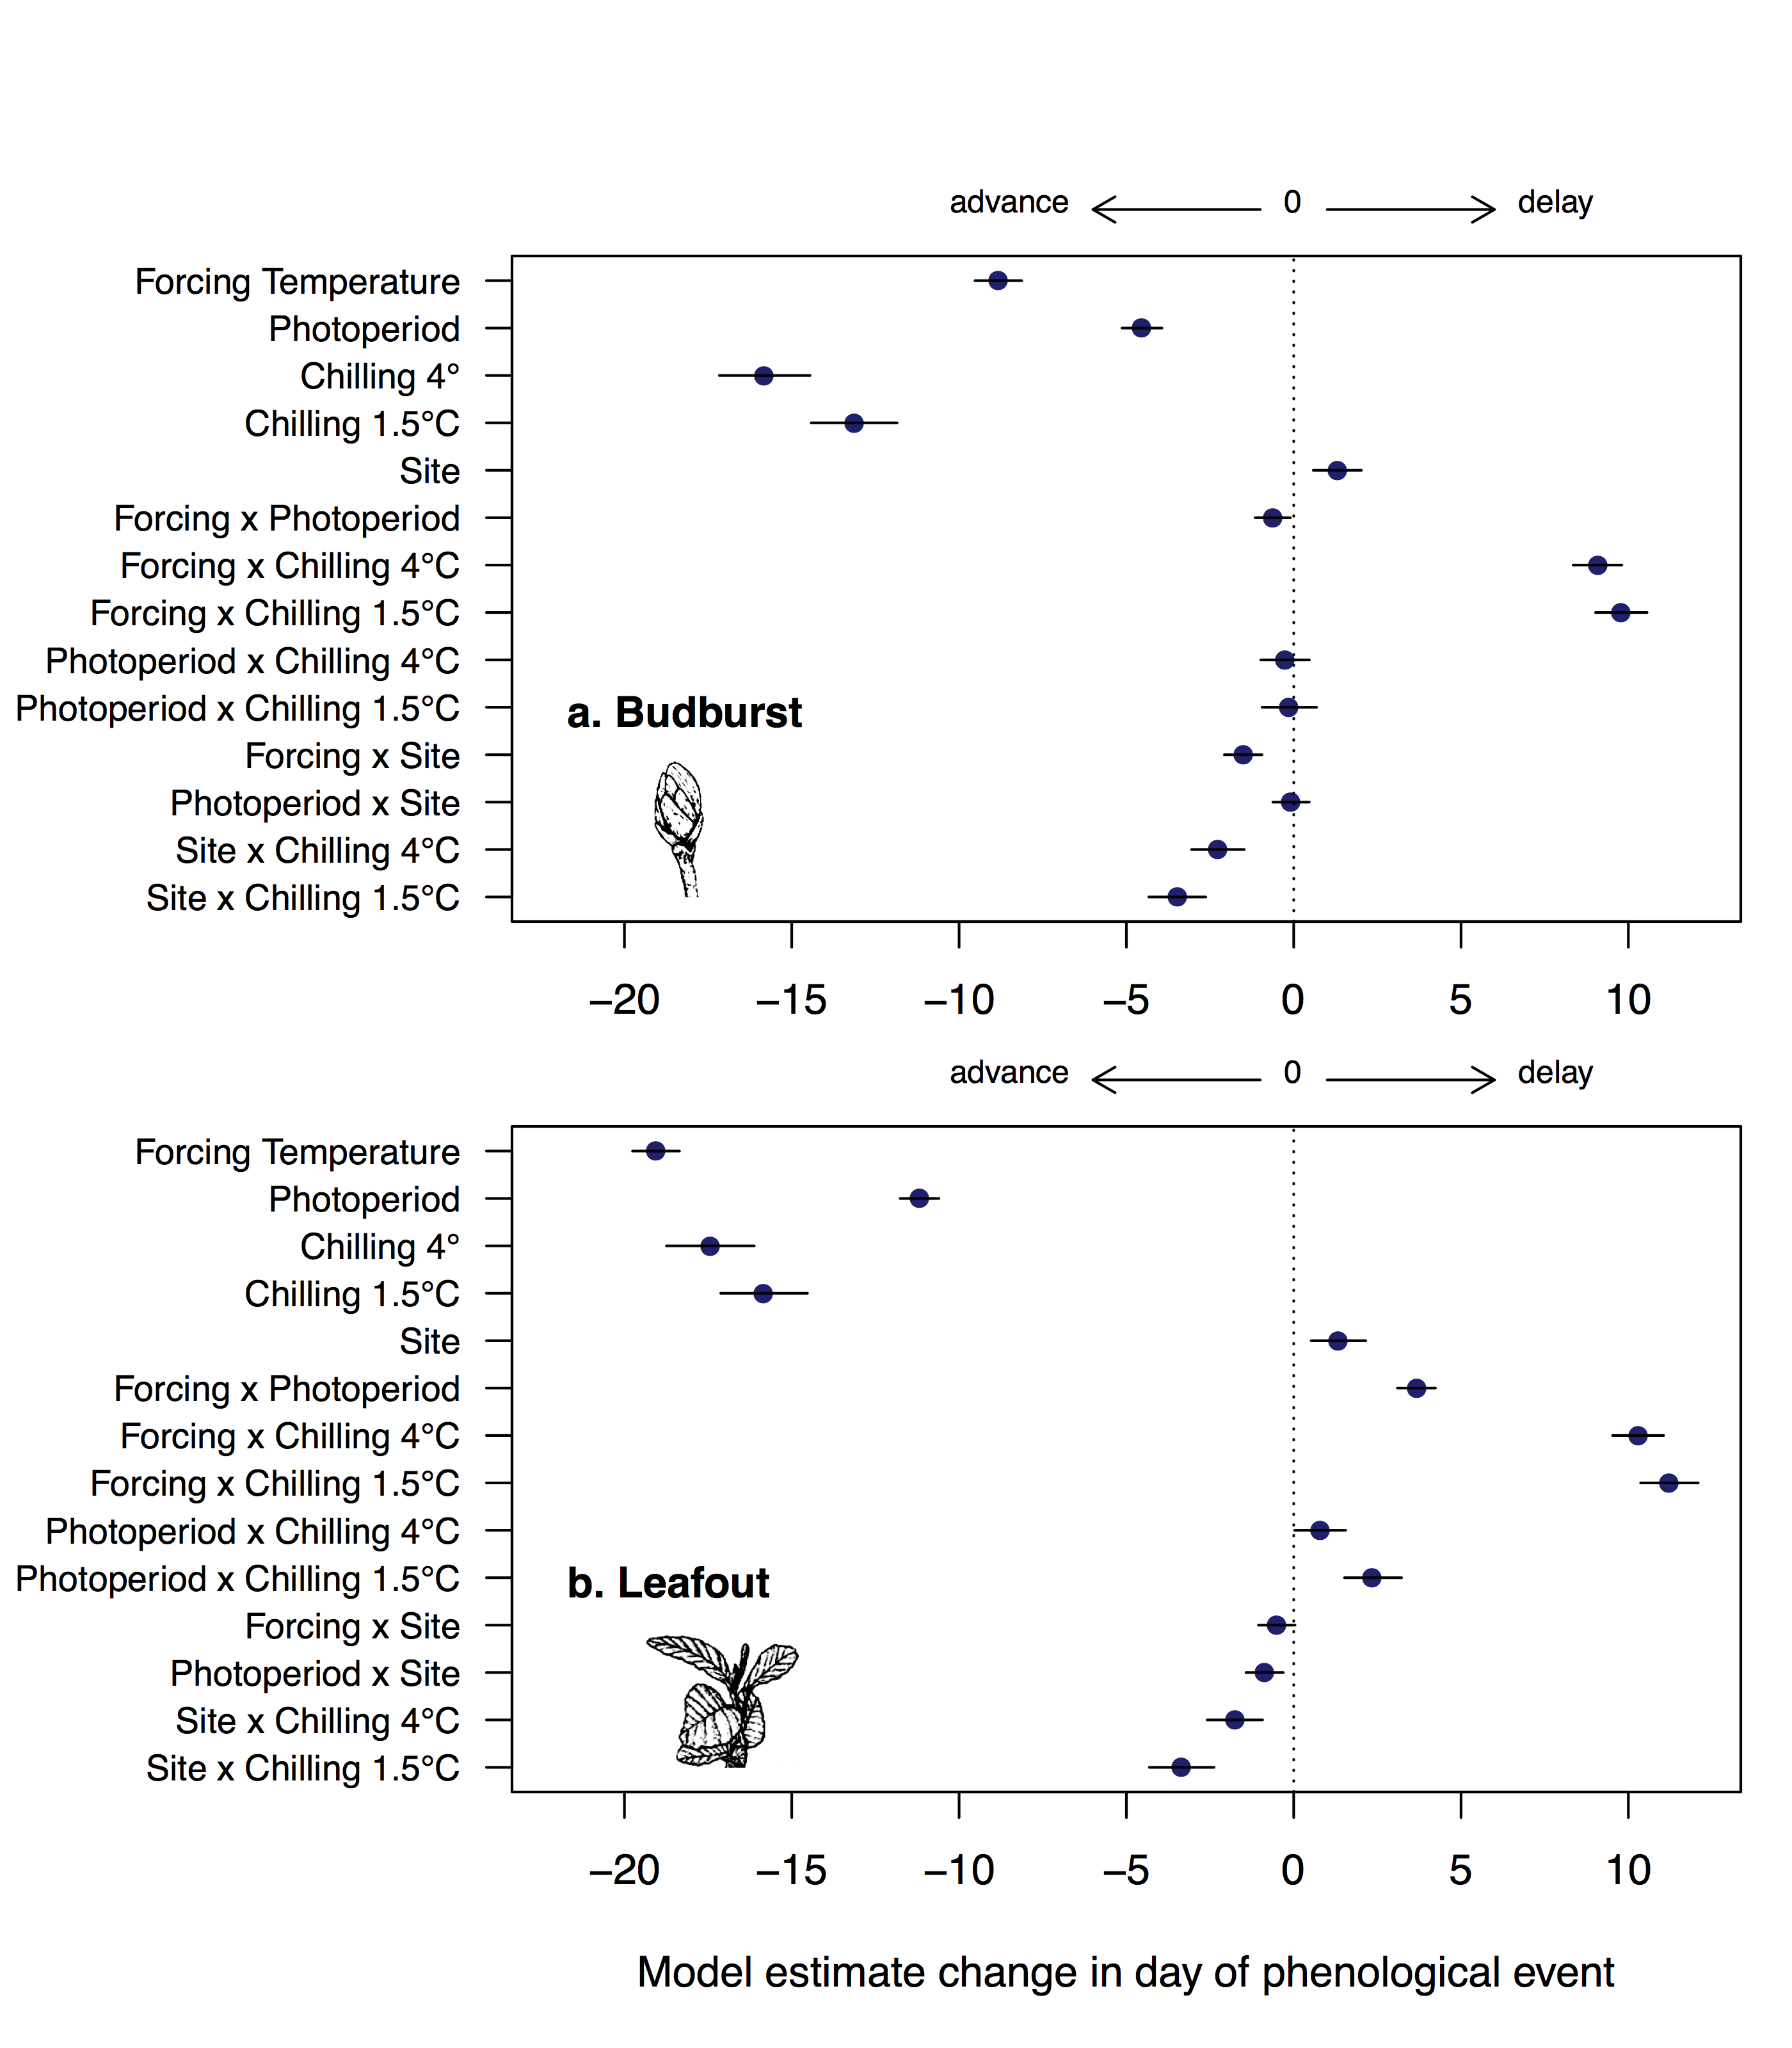 advance 0 delay
Forcing Temperature
Photoperiod
Chilling 4°
Chilling 1.5°C
Site
Forcing x Photoperiod
Forcing x Chilling 4°C
Forcing x Chilling 1.5°C
Photoperiod x Chilling 4°C
Photoperiod x Chilling 1.5°C
Forcing x Site
Photoperiod x Site
Site x Chilling 4°C
Site x Chilling 1.5°C
a. Budburst
−20 −15 −10 −5 0 5 10
advance 0 delay
Forcing Temperature
Photoperiod
Chilling 4°
Chilling 1.5°C
Site
Forcing x Photoperiod
Forcing x Chilling 4°C
Forcing x Chilling 1.5°C
Photoperiod x Chilling 4°C
Photoperiod x Chilling 1.5°C
Forcing x Site
Photoperiod x Site
Site x Chilling 4°C
Site x Chilling 1.5°C
b. Leafout
−20 −15 −10 −5 0 5 10
Model estimate change in day of phenological event